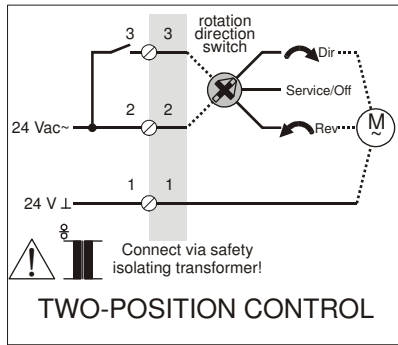 rotation
direction
switch
3 3
Dir
Service/Off
2 2
24 Vac~
Rev
M
~
1 1
24 V ⊥
Connect via safety
isolating transformer!
TWO-POSITION CONTROL